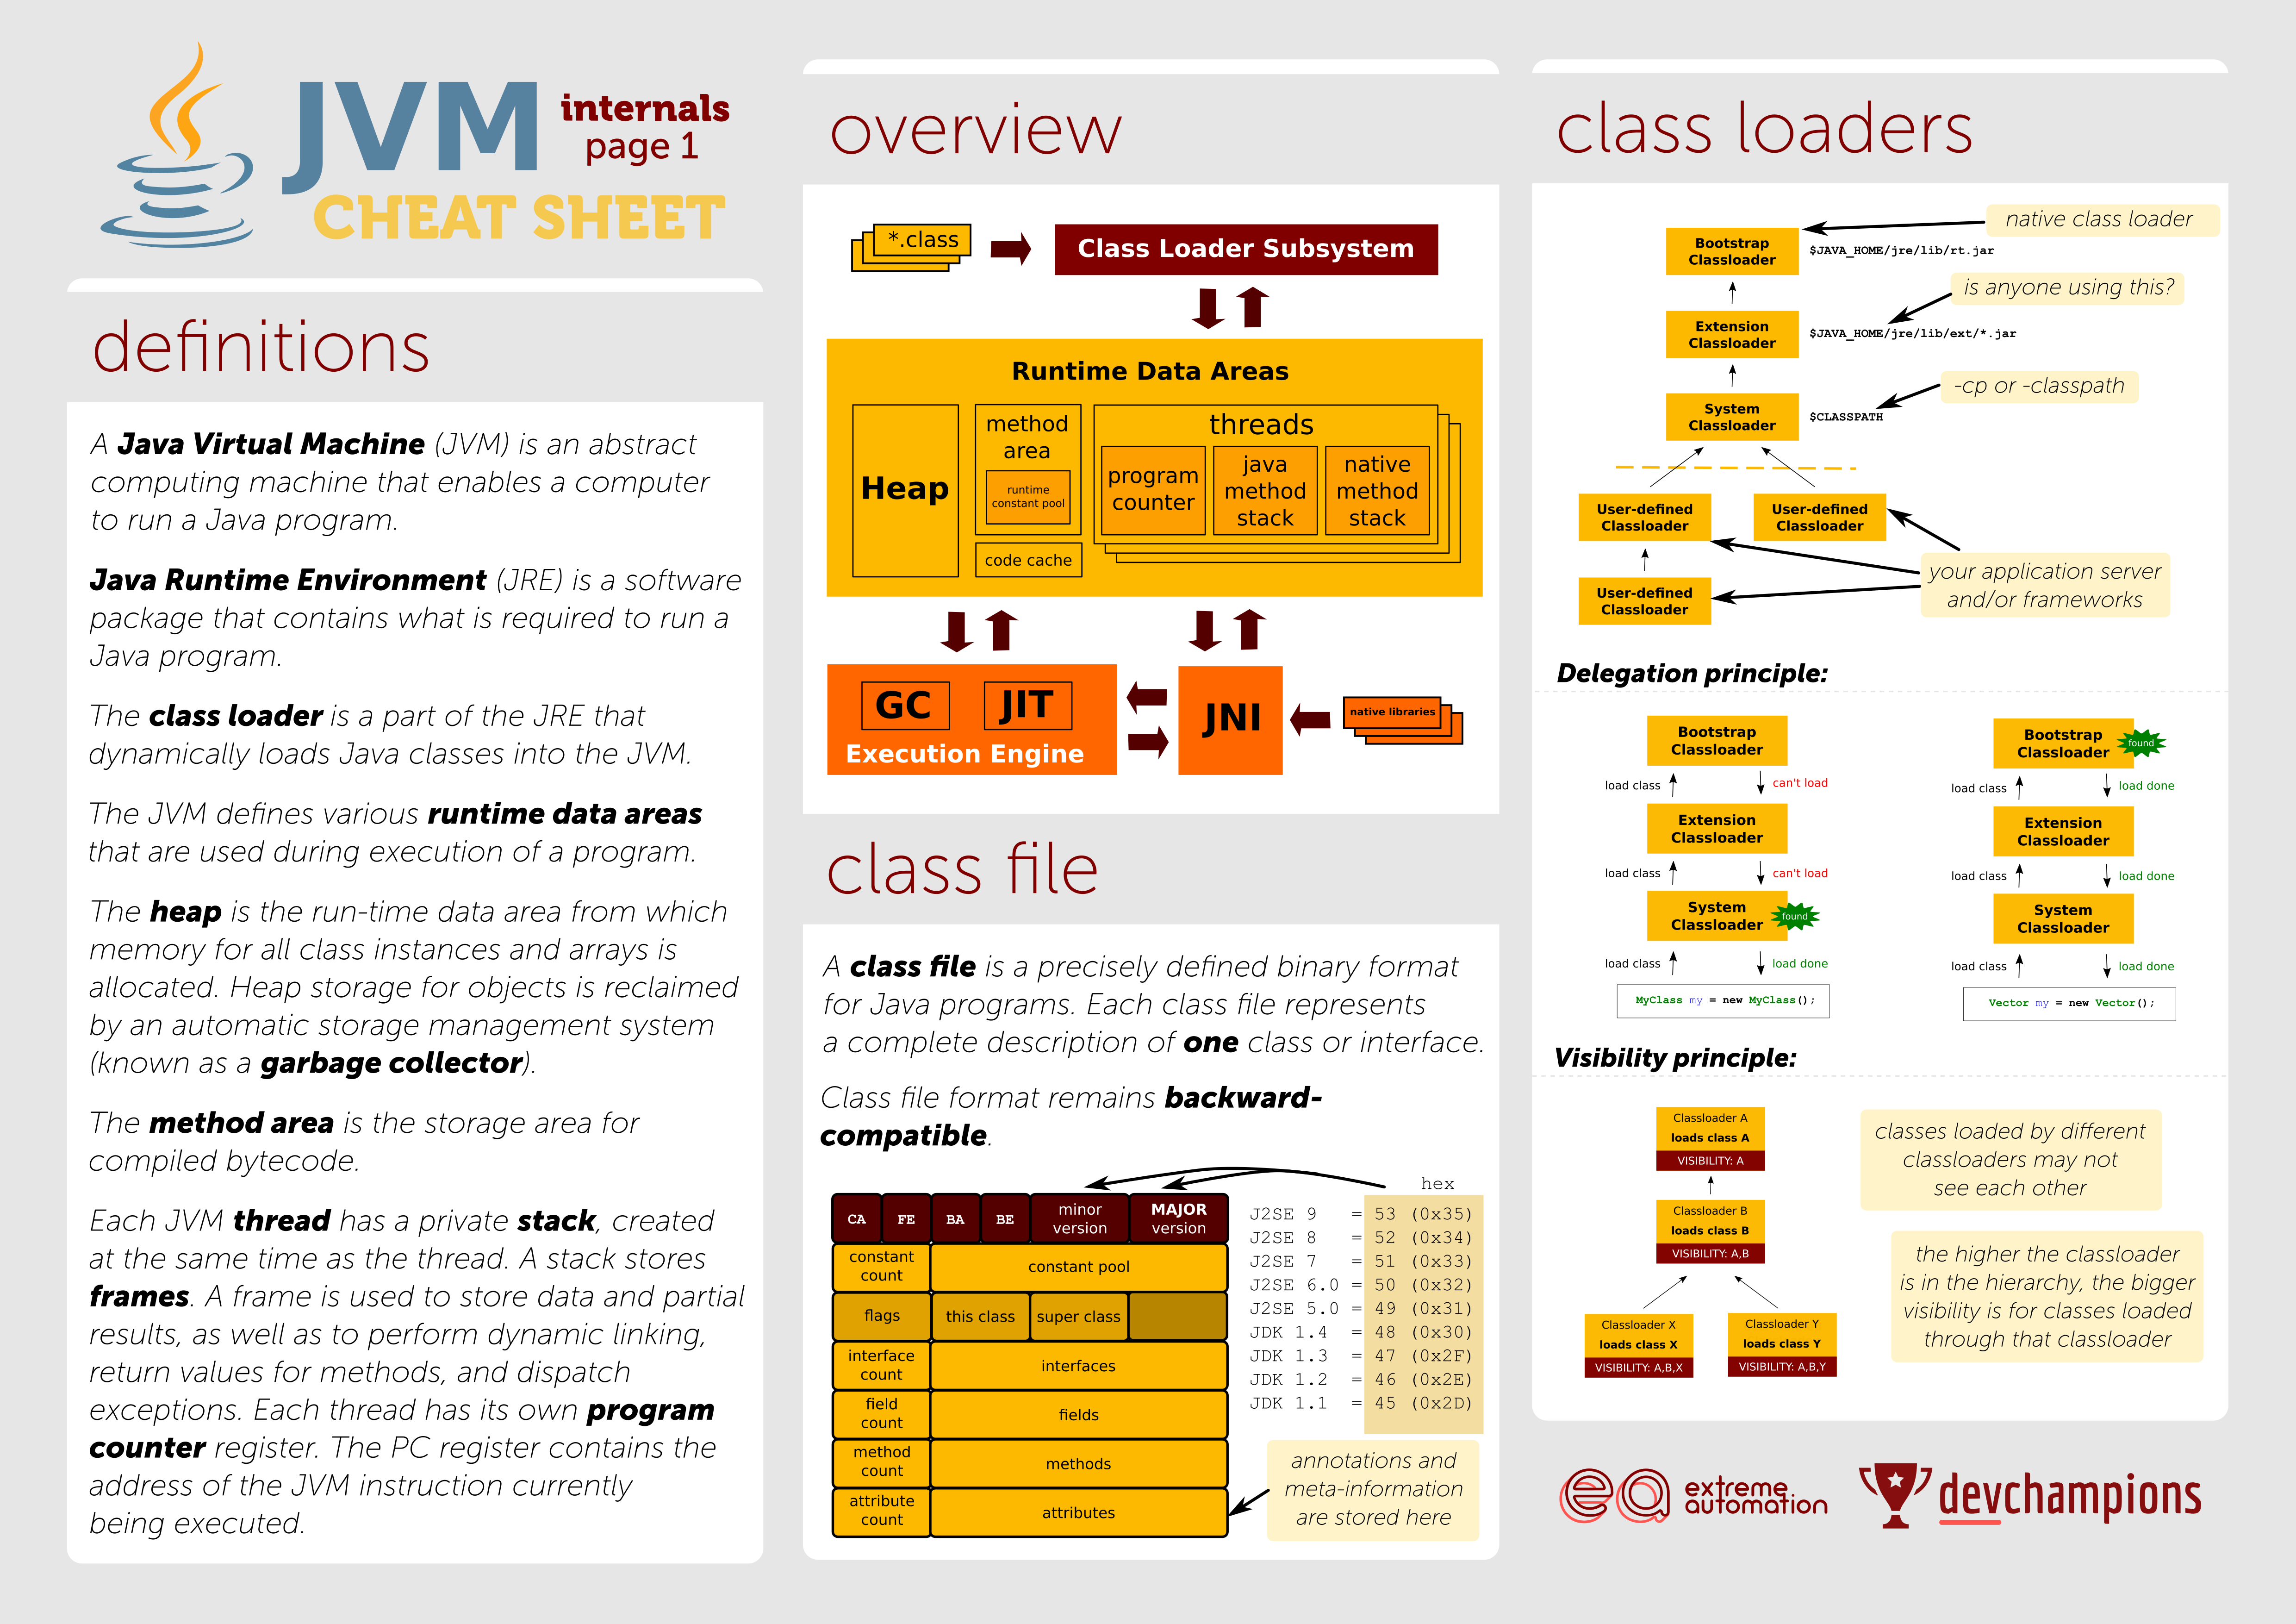 JVM
internals
page 1
CHEAT SHEET
definitions
A Java Virtual Machine (JVM) is an abstract
computing machine that enables a computer
to run a Java program.
Java Runtime Environment (JRE) is a software
package that contains what is required to run a
Java program.
The class loader is a part of the JRE that
dynamically loads Java classes into the JVM.
The JVM defines various runtime data areas
that are used during execution of a program.
The heap is the run-time data area from which
memory for all class instances and arrays is
allocated. Heap storage for objects is reclaimed
by an automatic storage management system
(known as a garbage collector).
The method area is the storage area for
compiled bytecode.
Each JVM thread has a private stack, created
at the same time as the thread. A stack stores
frames. A frame is used to store data and partial
results, as well as to perform dynamic linking,
return values for methods, and dispatch
exceptions. Each thread has its own program
counter register. The PC register contains the
address of the JVM instruction currently
being executed.
overview
*.class
Class Loader Subsystem
Runtime Data Areas
Heap
method
area
runtime
constant pool
code cache
threads
program
counter
java
method
stack
native
method
stack
GC
JIT
Execution Engine
JNI
native libraries
class file
A class file is a precisely defined binary format
for Java programs. Each class file represents
a complete description of one class or interface.
Class file format remains backward-
compatible.
CA
FE
BA
BE
minor
version
MAJOR
version
constant
count
constant pool
flags
this class
super class
interface
count
interfaces
field
count
fields
method
count
methods
attribute
count
attributes
hex
J2SE 9 = 53 (0x35)
J2SE 8 = 52 (0x34)
J2SE 7 = 51 (0x33)
J2SE 6.0 = 50 (0x32)
J2SE 5.0 = 49 (0x31)
JDK 1.4 = 48 (0x30)
JDK 1.3 = 47 (0x2F)
JDK 1.2 = 46 (0x2E)
JDK 1.1 = 45 (0x2D)
annotations and
meta-information
are stored here
class loaders
native class loader
Bootstrap
Classloader
$JAVA_HOME/jre/lib/rt.jar
is anyone using this?
Extension
Classloader
$JAVA_HOME/jre/lib/ext/*.jar
-cp or -classpath
System
Classloader
$CLASSPATH
User-defined
Classloader
User-defined
Classloader
User-defined
Classloader
your application server
and/or frameworks
Delegation principle:
Bootstrap
Classloader
load class
can't load
Extension
Classloader
load class
can't load
System
Classloader
found
load class
load done
MyClass my = new MyClass();
Bootstrap
Classloader
found
load class
load done
Extension
Classloader
load class
load done
System
Classloader
load class
load done
Vector my = new Vector();
Visibility principle:
Classloader A
loads class A
VISIBILITY: A
Classloader B
loads class B
VISIBILITY: A,B
Classloader X
loads class X
VISIBILITY: A,B,X
Classloader Y
loads class Y
VISIBILITY: A,B,Y
classes loaded by different
classloaders may not
see each other
the higher the classloader
is in the hierarchy, the bigger
visibility is for classes loaded
through that classloader
ea
extreme
automation
devchampions